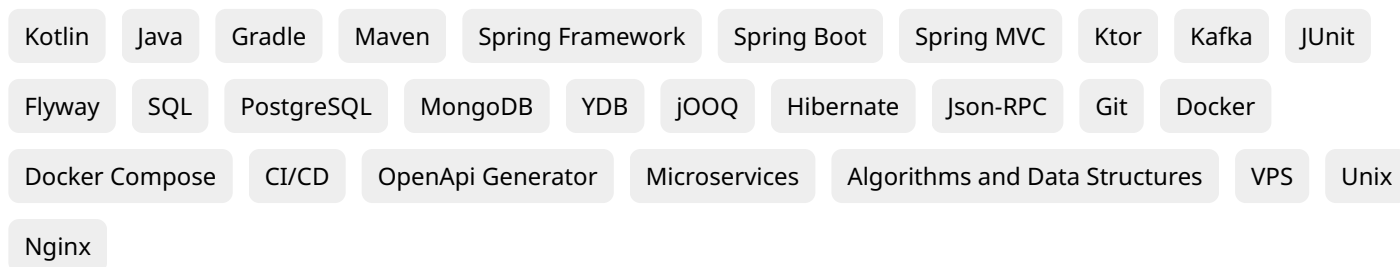 Kotlin Java Gradle Maven Spring Framework Spring Boot Spring MVC Ktor Kafka JUnit
Flyway SQL PostgreSQL MongoDB YDB jOOQ Hibernate Json-RPC Git Docker
Docker Compose CI/CD OpenApi Generator Microservices Algorithms and Data Structures VPS Unix
Nginx